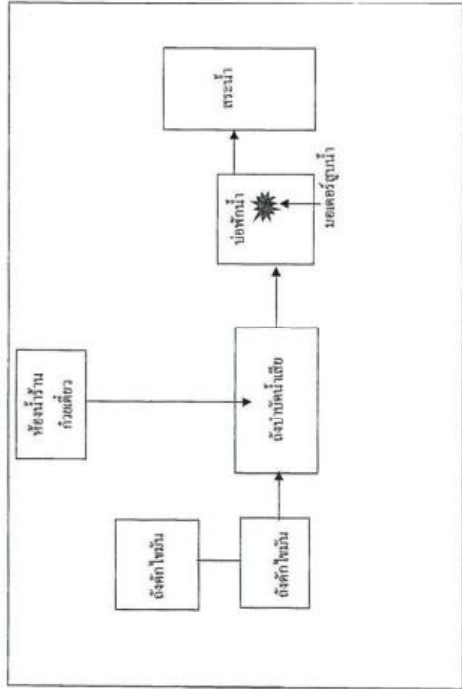 ห้องน้ำร้าน
ก๋วยเตี๋ยว
ถังดักไขมัน
ถังดักไขมัน
ถังบำบัดน้ำเสีย
บ่อพักน้ำ
มอเตอร์สูบน้ำ
สระน้ำ